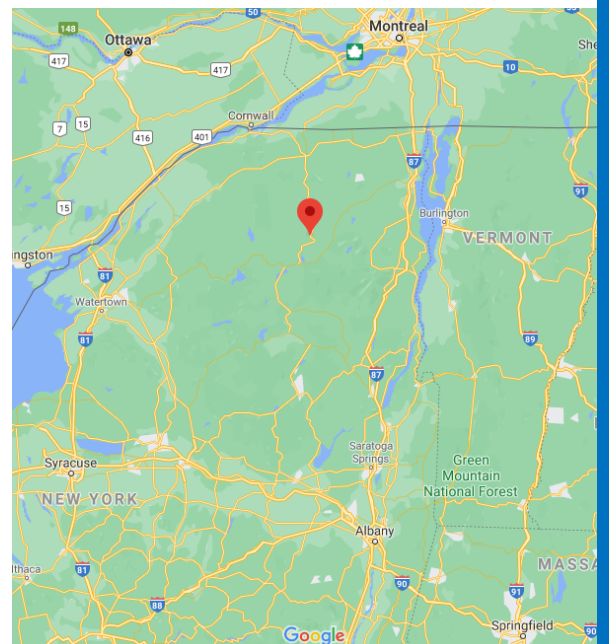 50
148
Montreal
Ottawa
417
417
She
10
Cornwall
7
15
416
401
87
91
15
Burlington
VERMONT
ngston
81
Watertown
81
89
87
Saratoga
Springs
Green
Mountain
National Forest
Syracuse
NEW YORK
Albany
thaca
81
90
MASSA
91
88
Springfield
90
Google